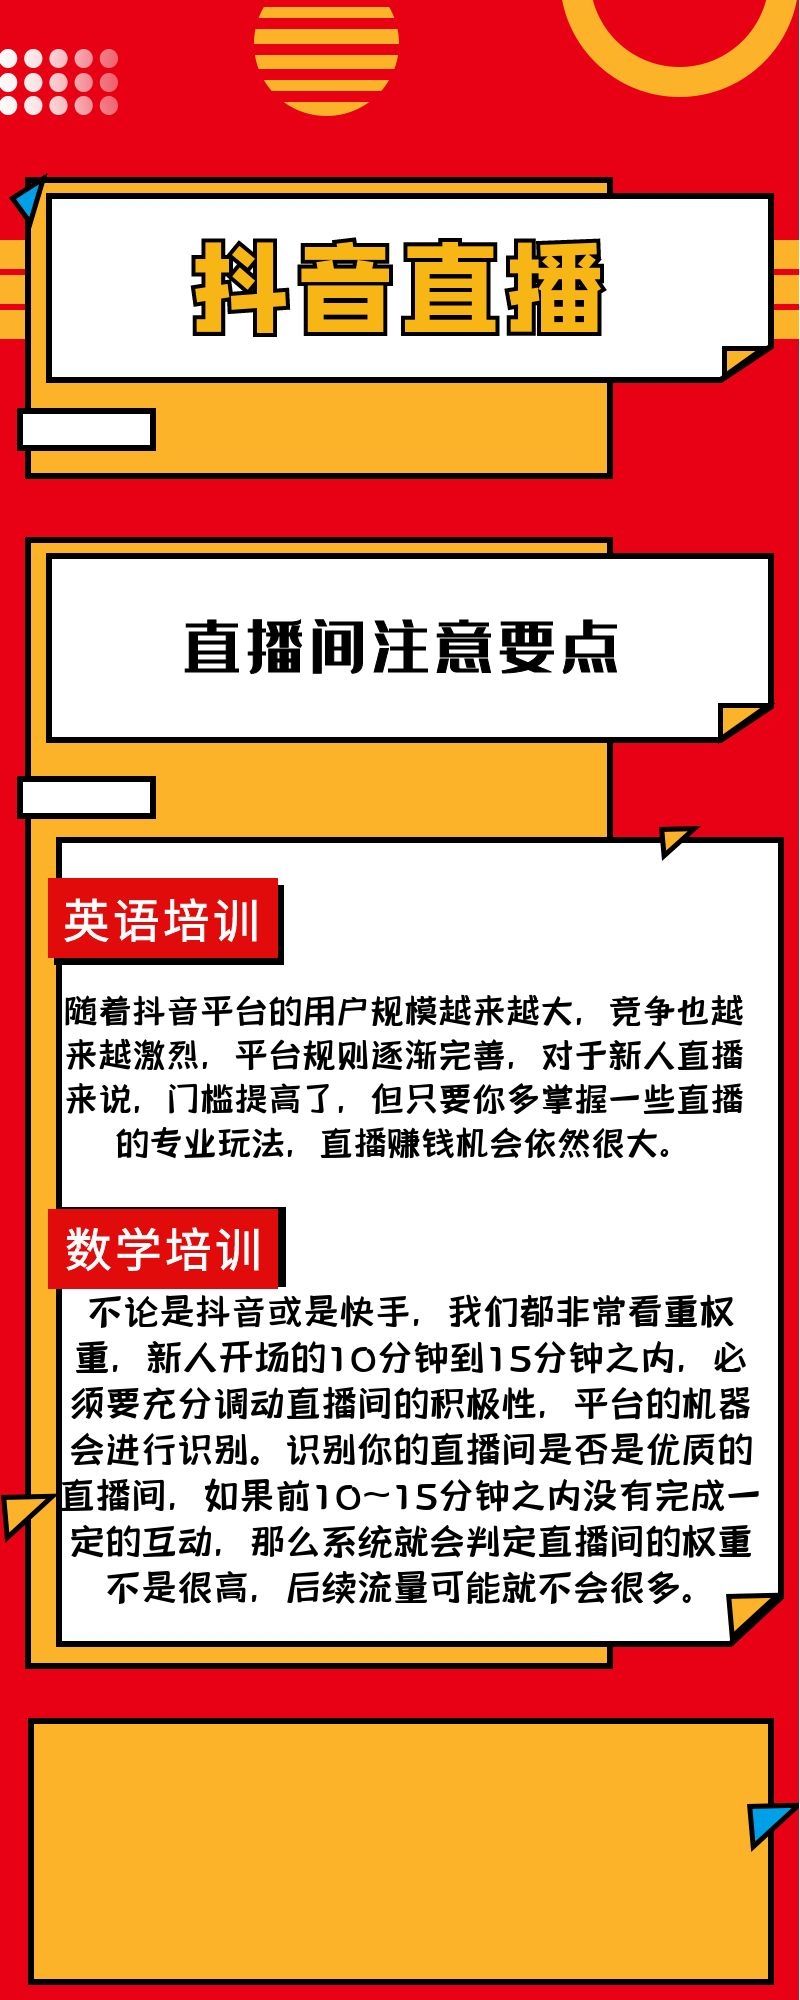 抖音直播
直播间注意要点
英语培训
随着抖音平台的用户规模越来越大，竞争也越
来越激烈，平台规则逐渐完善，对于新人直播
来说，门槛提高了，但只要你多掌握一些直播
的专业玩法，直播赚钱机会依然很大。
数学培训
不论是抖音或是快手，我们都非常看重权
重，新人开场的10分钟到15分钟之内，必
须要充分调动直播间的积极性，平台的机器
会进行识别。识别你的直播间是否是优质的
直播间，如果前10~15分钟之内没有完成一
定的互动，那么系统就会判定直播间的权重
不是很高，后续流量可能就不会很多。